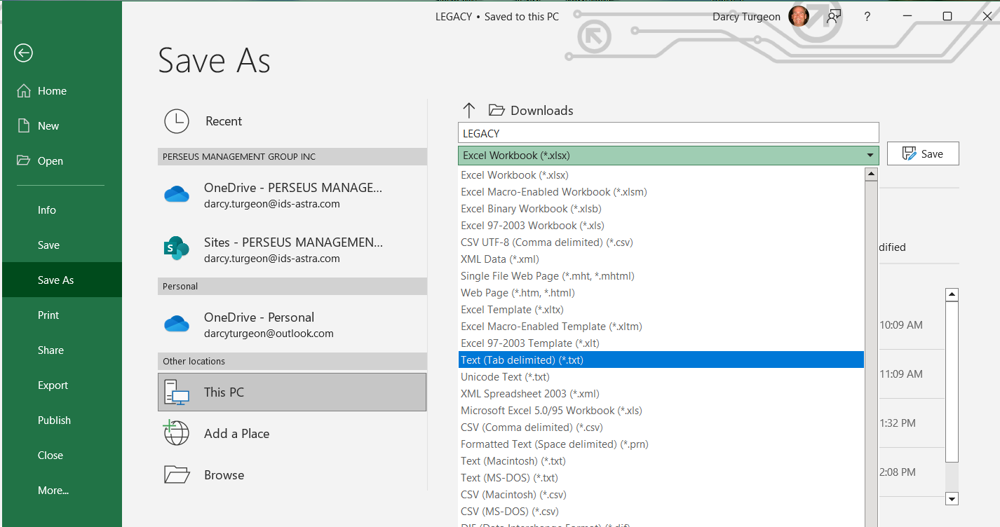 LEGACY • Saved to this PC
Darcy Turgeon
?
Home
New
Open
Info
Save
Save As
Print
Share
Export
Publish
Close
More...
Save As
Recent
PERSEUS MANAGEMENT GROUP INC
OneDrive - PERSEUS MANAGE...
darcy.turgeon@ids-astra.com
S
Sites - PERSEUS MANAGEMEN...
darcy.turgeon@ids-astra.com
Personal
OneDrive - Personal
darcyturgeon@outlook.com
Other locations
This PC
Add a Place
Browse
Downloads
LEGACY
Excel Workbook (*.xlsx)
Save
Excel Workbook (*.xlsx)
Excel Macro-Enabled Workbook (*.xlsm)
Excel Binary Workbook (*.xlsb)
Excel 97-2003 Workbook (*.xls)
CSV UTF-8 (Comma delimited) (*.csv)
XML Data (*.xml)
Single File Web Page (*.mht, *.mhtml)
Web Page (*.htm, *.html)
Excel Template (*.xltx)
Excel Macro-Enabled Template (*.xltm)
Excel 97-2003 Template (*.xlt)
Text (Tab delimited) (*.txt)
Unicode Text (*.txt)
XML Spreadsheet 2003 (*.xml)
Microsoft Excel 5.0/95 Workbook (*.xls)
CSV (Comma delimited) (*.csv)
Formatted Text (Space delimited) (*.prn)
Text (Macintosh) (*.txt)
Text (MS-DOS) (*.txt)
CSV (Macintosh) (*.csv)
CSV (MS-DOS) (*.csv)
DIF (Data Interchange Format) (*.dif)
dified
10:09 AM
11:09 AM
1:32 PM
2:08 PM